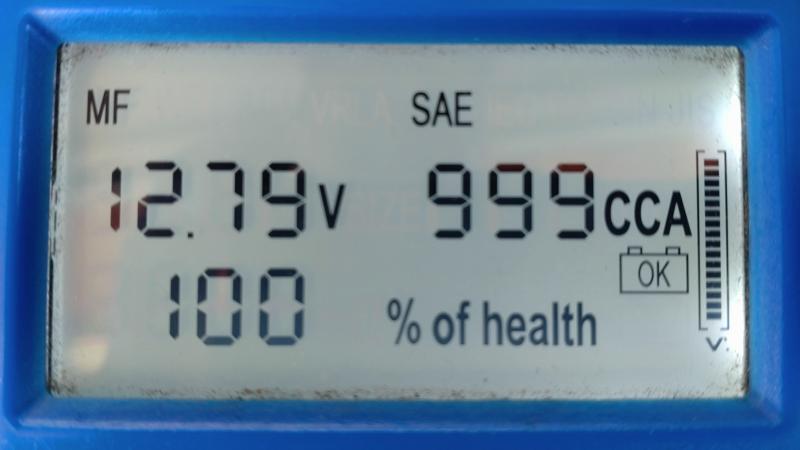 MF SAE
12.79 V 999 CCA
OK
100 % of health